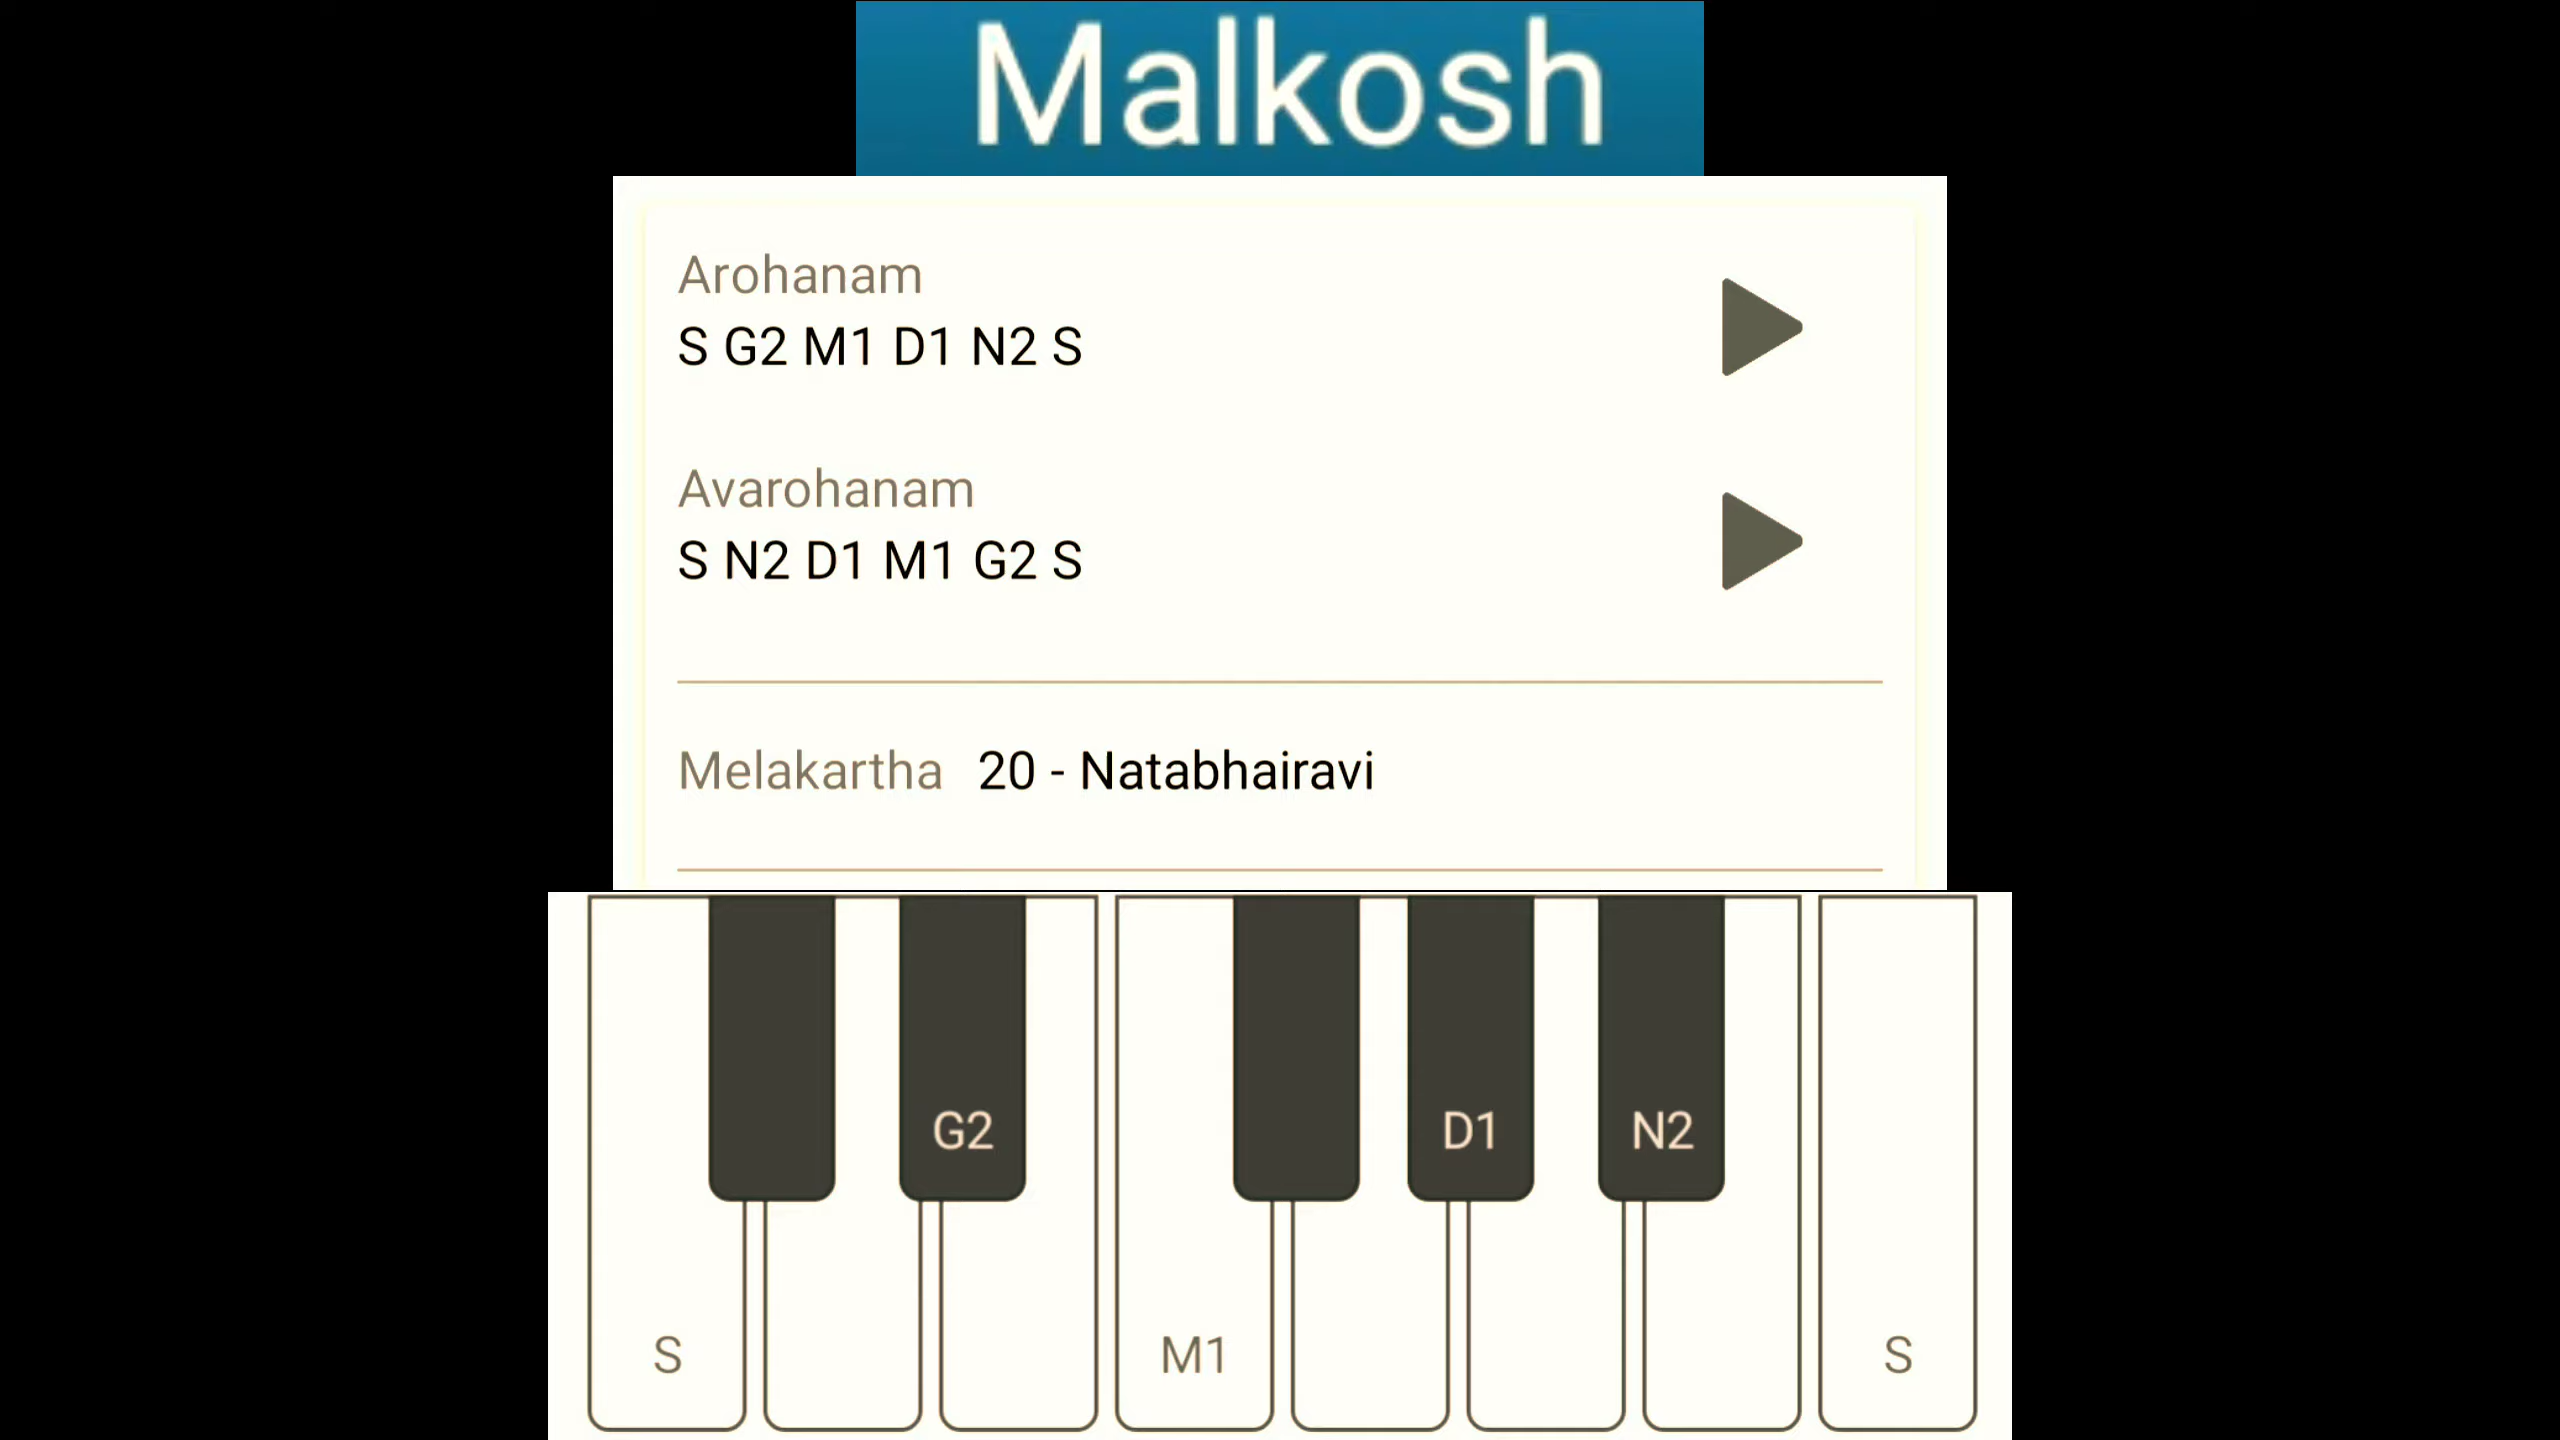 Malkosh
Arohanam
S G2 M1 D1 N2 S
Avarohanam
S N2 D1 M1 G2 S
Melakartha 20 - Natabhairavi
G2 D1 N2
S M1 S